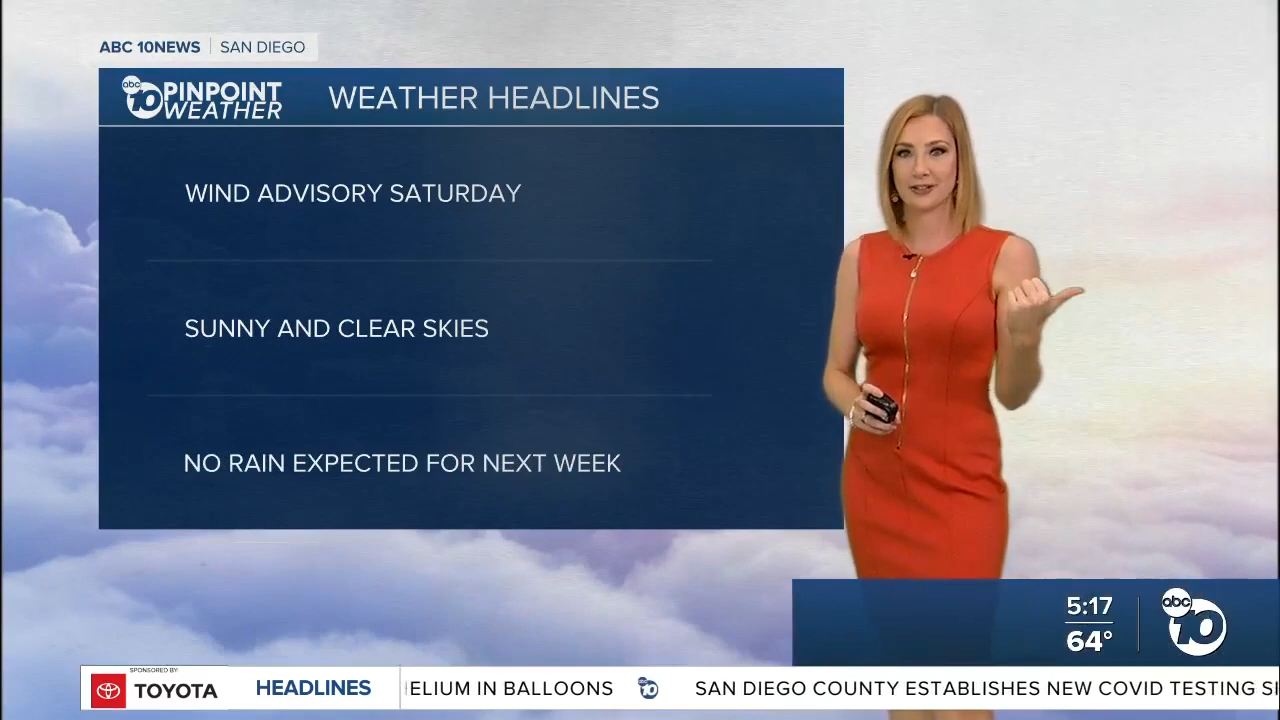 ABC 10NEWS | SAN DIEGO
abc 10 PINPOINT WEATHER
WEATHER HEADLINES
WIND ADVISORY SATURDAY
SUNNY AND CLEAR SKIES
NO RAIN EXPECTED FOR NEXT WEEK
5:17
64°
abc 10
SPONSORED BY
TOYOTA
HEADLINES
ELIUM IN BALLOONS
10
SAN DIEGO COUNTY ESTABLISHES NEW COVID TESTING SI